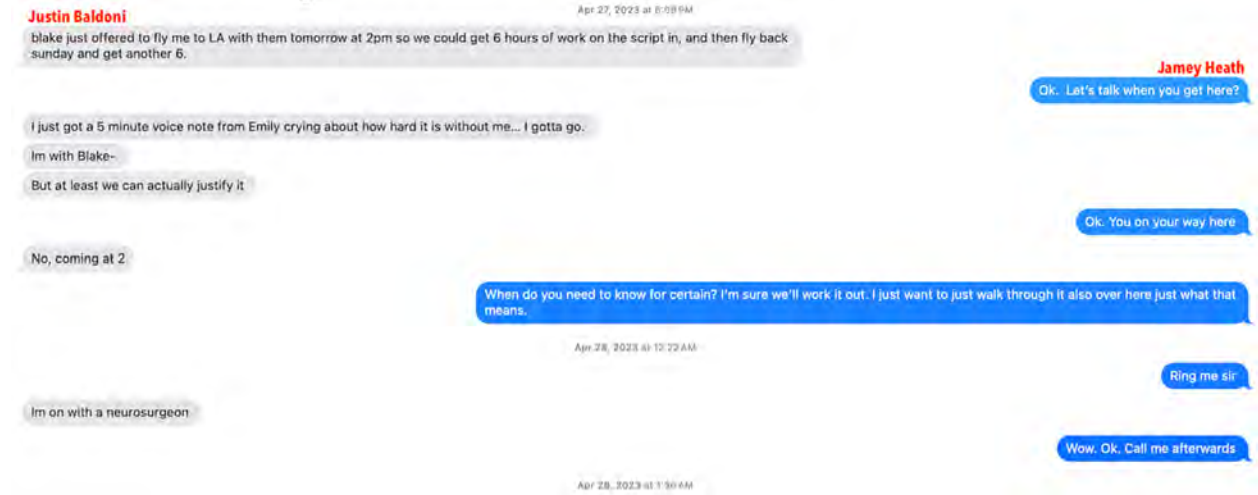 Justin Baldoni
Apr 27, 2023 at
blake just offered to fly me to LA with them tomorrow at 2pm so we could get 6 hours of work on the script in, and then fly back
sunday and get another 6.
Jamey Heath
Ok. Let's talk when you get here?
I just got a 5 minute voice note from Emily crying about how hard it is without me... I gotta go.
Im with Blake-
But at least we can actually justify it
Ok. You on your way here
No, coming at 2
When do you need to know for certain? I'm sure we'll work it out. I just want to just walk through it also over here just what that
means.
Apr 28, 2023 at 12:22 AM
Ring me sir
Im on with a neurosurgeon
Wow. Ok. Call me afterwards
Apr 28, 2023 at AM